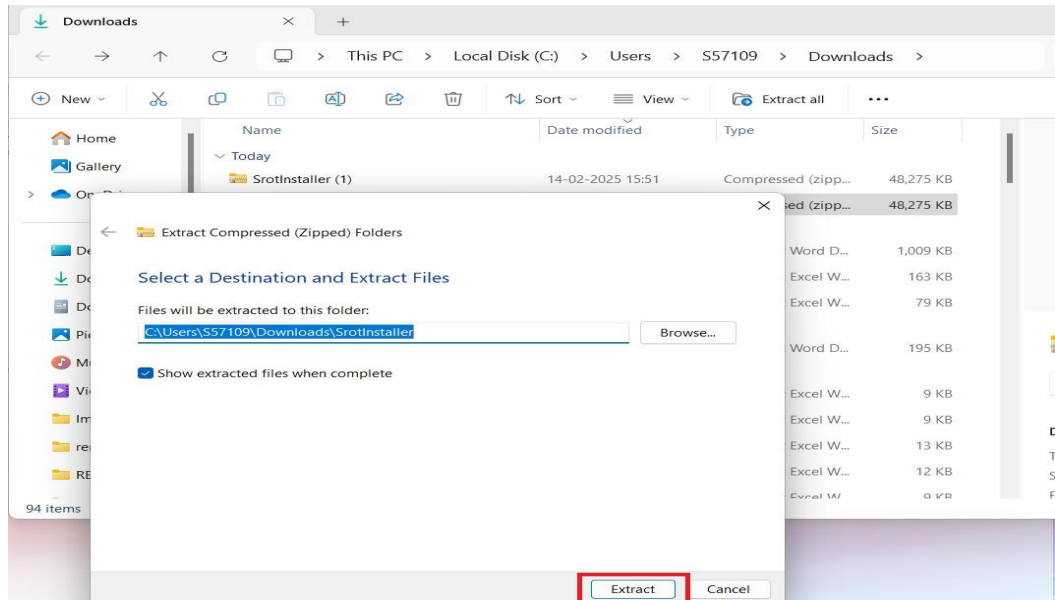 Downloads
This PC > Local Disk (C:) > Users > S57109 > Downloads >
New Sort View Extract all ...
Name Date modified Type Size
Home
Gallery
Today
SrotInstaller (1) 14-02-2025 15:51 Compressed (zipp... 48,275 KB
48,275 KB
Extract Compressed (Zipped) Folders
Word D... 1,009 KB
Select a Destination and Extract Files
Excel W... 163 KB
Files will be extracted to this folder:
Excel W... 79 KB
C:\Users\S57109\Downloads\SrotInstaller
Browse...
Word D... 195 KB
Show extracted files when complete
Excel W... 9 KB
Excel W... 9 KB
Excel W... 13 KB
Excel W... 12 KB
94 items
Extract Cancel